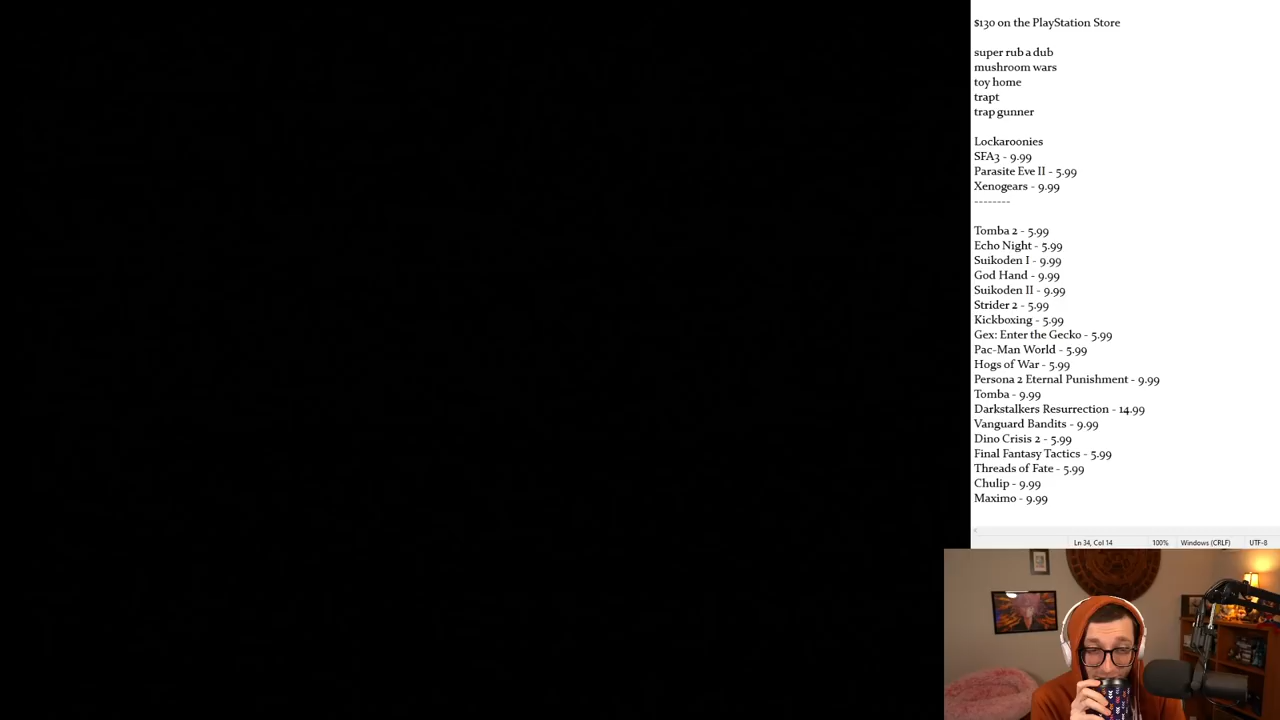 $130 on the PlayStation Store
super rub a dub
mushroom wars
toy home
trapt
trap gunner
Lockaroonies
SFA3 - 9.99
Parasite Eve II - 5.99
Xenogears - 9.99
--------
Tomba 2 - 5.99
Echo Night - 5.99
Suikoden I - 9.99
God Hand - 9.99
Suikoden II - 9.99
Strider 2 - 5.99
Kickboxing - 5.99
Gex: Enter the Gecko - 5.99
Pac-Man World - 5.99
Hogs of War - 5.99
Persona 2 Eternal Punishment - 9.99
Tomba - 9.99
Darkstalkers Resurrection - 14.99
Vanguard Bandits - 9.99
Dino Crisis 2 - 5.99
Final Fantasy Tactics - 5.99
Threads of Fate - 5.99
Chulip - 9.99
Maximo - 9.99
Ln 34, Col 14 100% Windows (CRLF) UTF-8